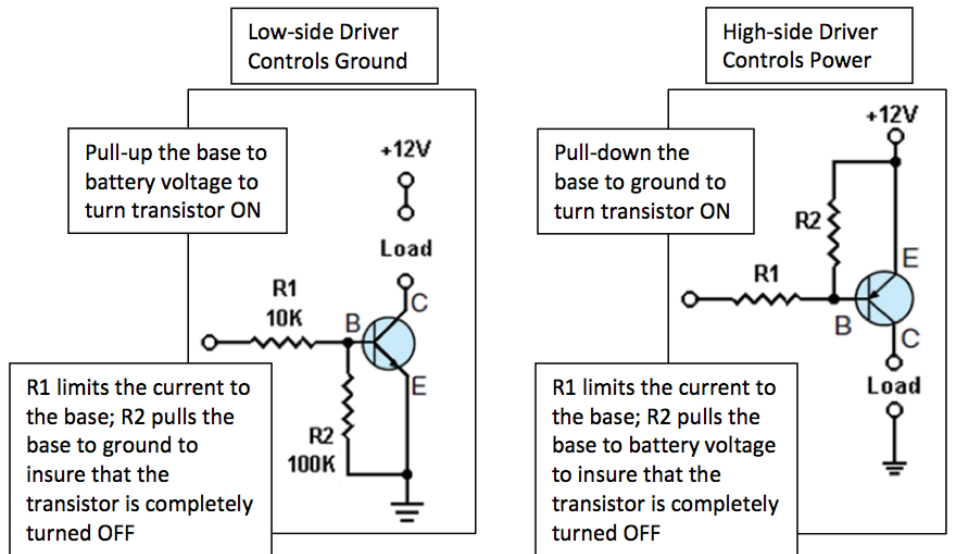 Low-side Driver
Controls Ground
Pull-up the base to
battery voltage to
turn transistor ON
+12V
Load
R1
10K
B
C
E
R2
100K
R1 limits the current to
the base; R2 pulls the
base to ground to
insure that the
transistor is completely
turned OFF
High-side Driver
Controls Power
+12V
Pull-down the
base to ground to
turn transistor ON
R2
E
R1
B
C
Load
R1 limits the current to
the base; R2 pulls the
base to battery voltage
to insure that the
transistor is completely
turned OFF